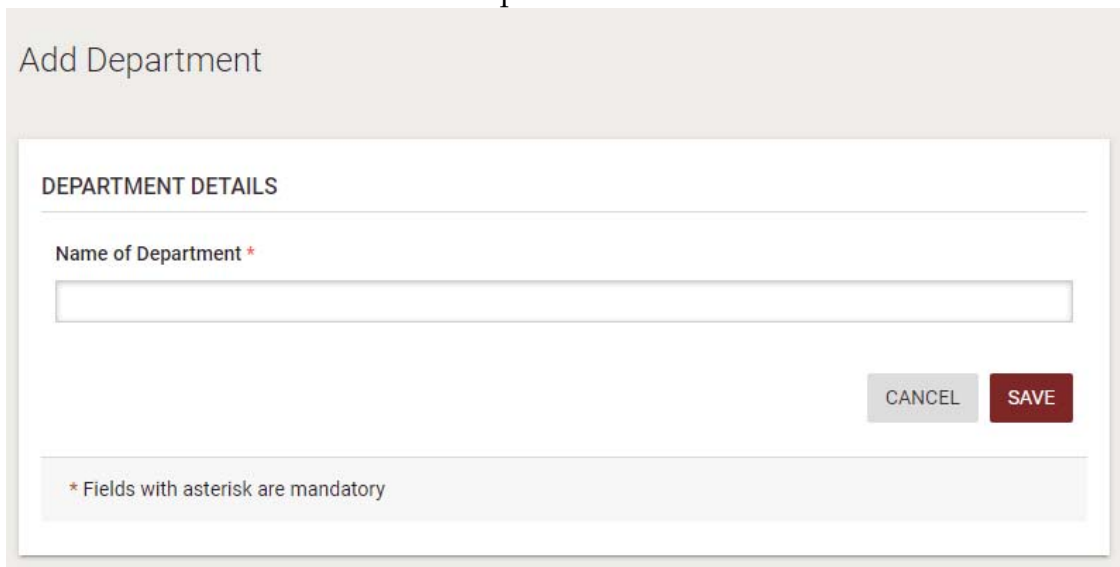 Add Department
DEPARTMENT DETAILS
Name of Department *
CANCEL SAVE
* Fields with asterisk are mandatory